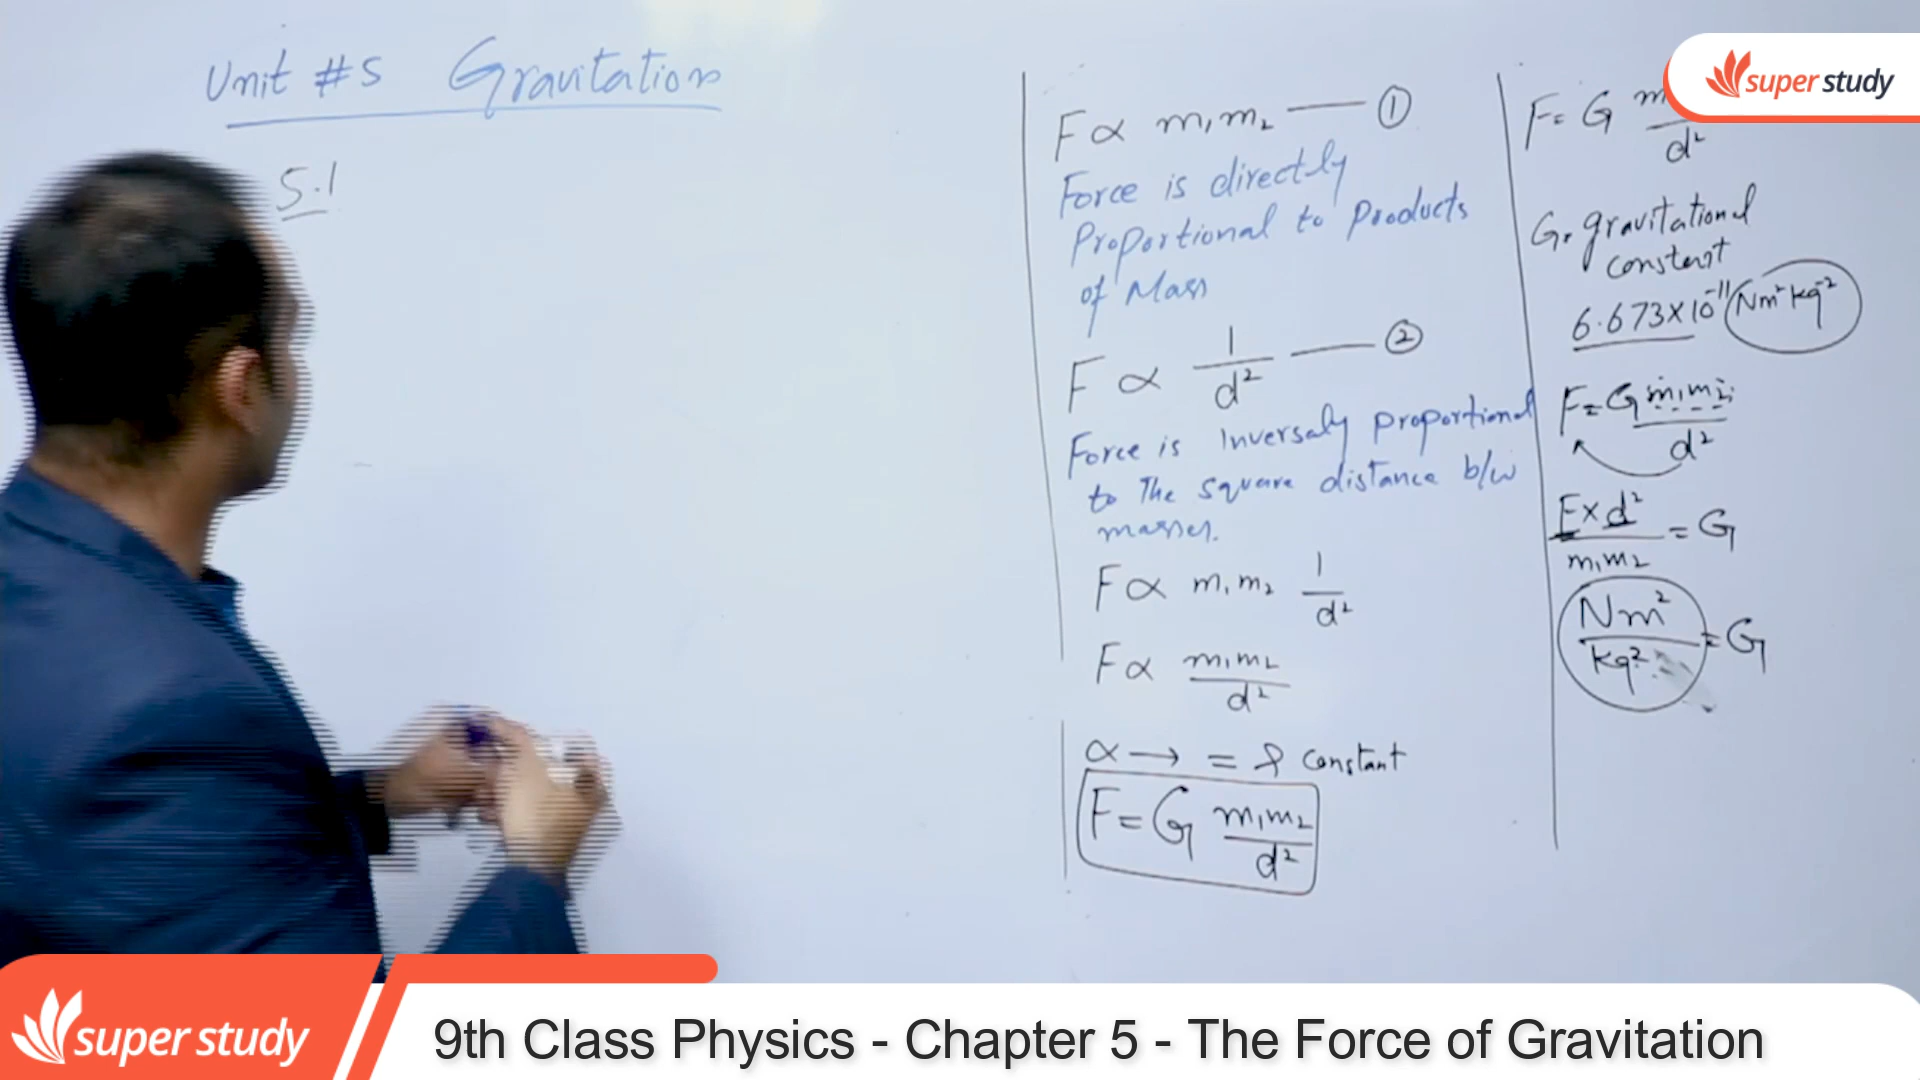 Unit #5 Gravitation
5.1
F ∝ m₁m₂ —— ①
Force is directly
Proportional to Products
of Mass
F ∝ 1/d² —— ②
Force is Inversaly proportional
to The square distance b/w
masses.
F ∝ m₁m₂ 1/d²
F ∝ m₁m₂/d²
∝ → = & constant
F = G m₁m₂/d²
F = G m/d²
G. gravitational
constant
6.673×10⁻¹¹ Nm²kg⁻²
F = G m₁m₂/d²
F×d²/m₁m₂ = G
Nm²/kg² = G
super study
super study
9th Class Physics - Chapter 5 - The Force of Gravitation